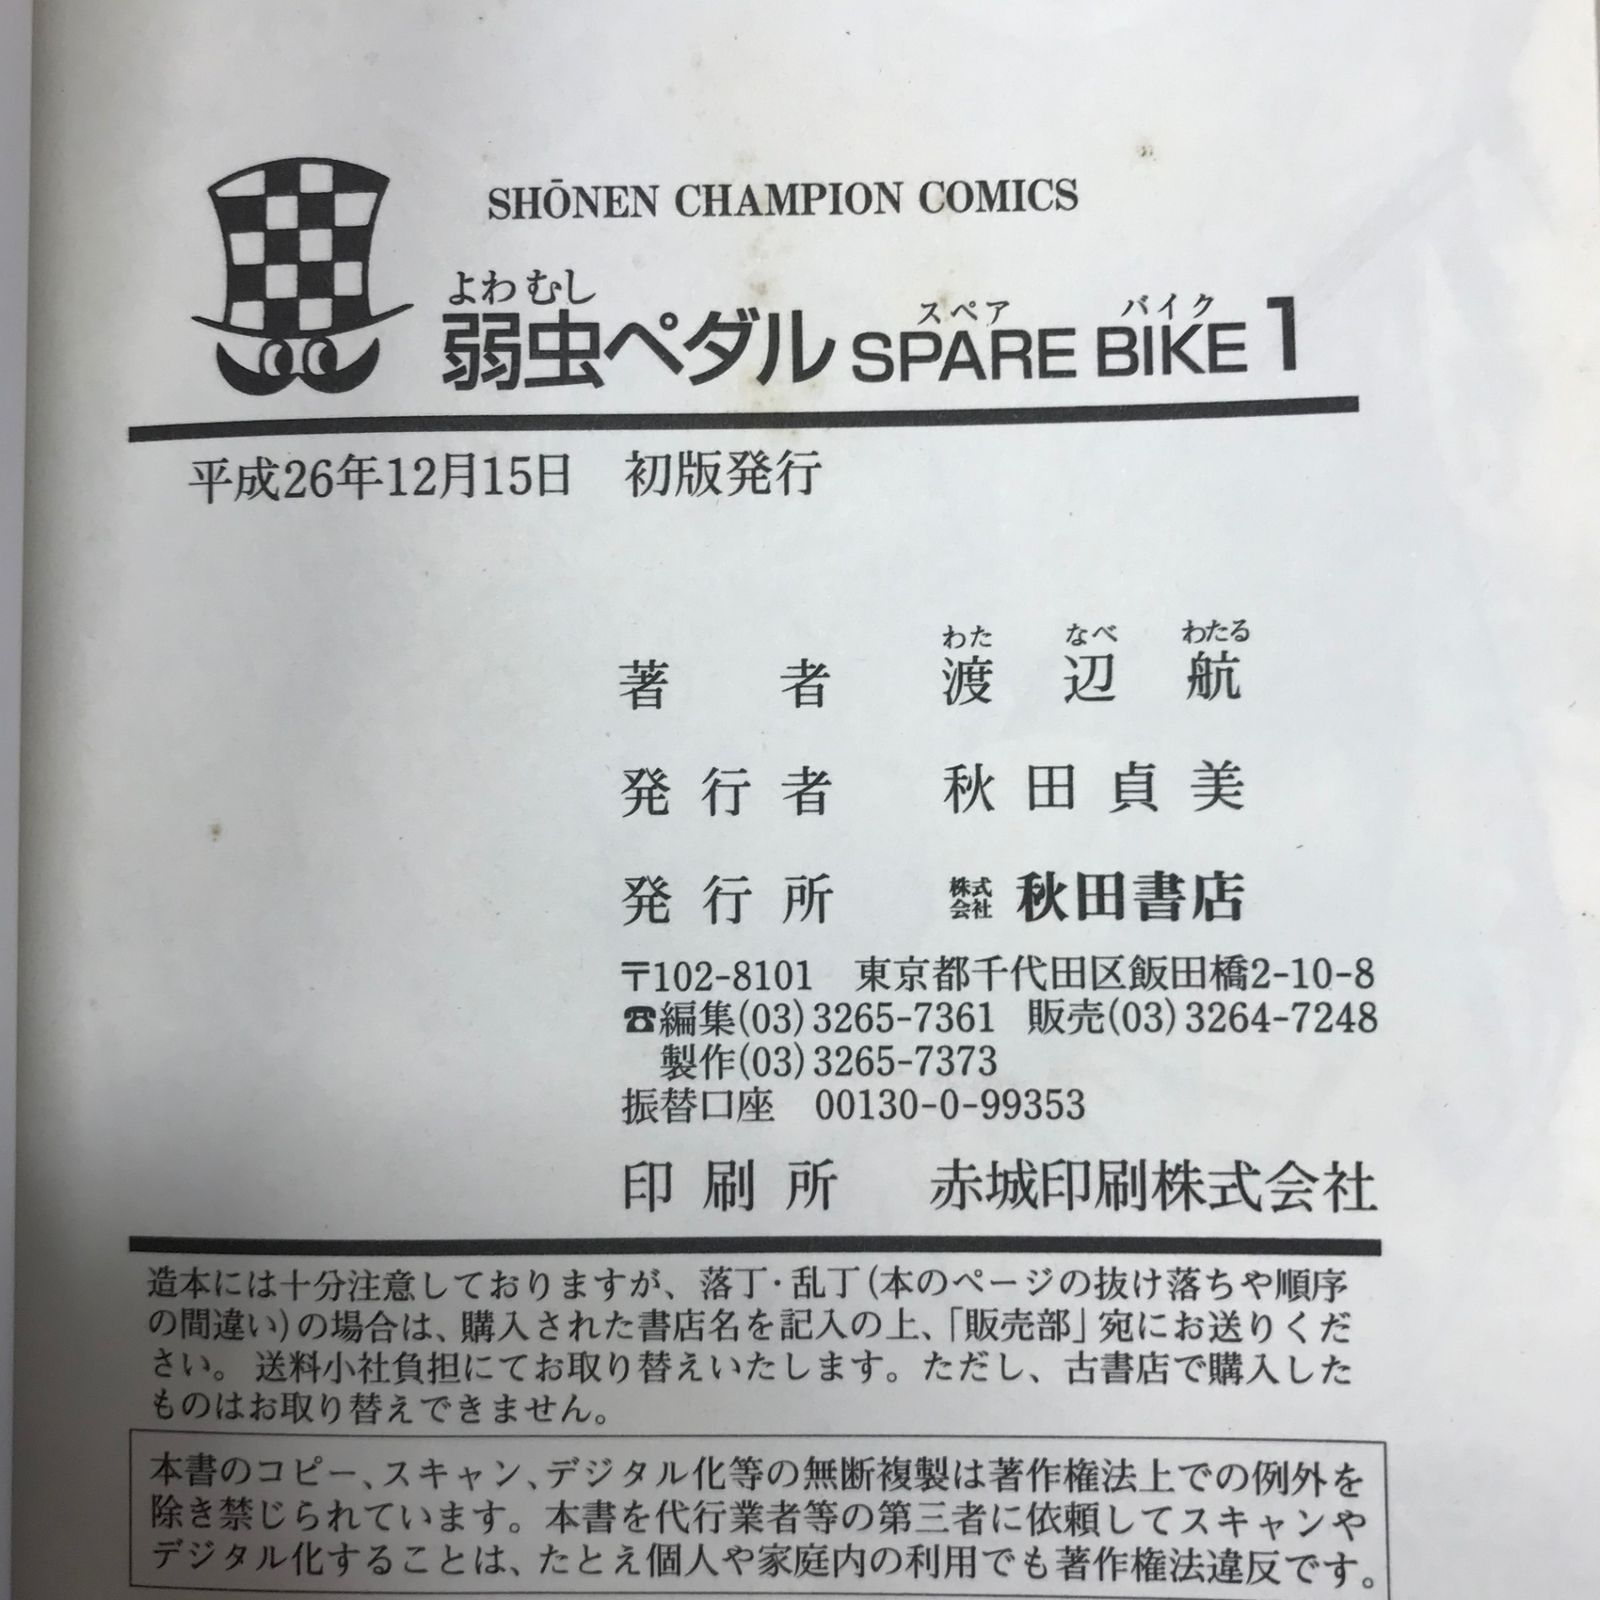 SHŌNEN CHAMPION COMICS
よわむし スペア バイク
弱虫ペダル SPARE BIKE 1
平成26年12月15日 初版発行
わた なべ わたる
著者 渡辺航
発行者 秋田貞美
発行所 株式会社 秋田書店
〒102-8101 東京都千代田区飯田橋2-10-8
☎編集(03)3265-7361 販売(03)3264-7248
製作(03)3265-7373
振替口座 00130-0-99353
印刷所 赤城印刷株式会社
造本には十分注意しておりますが、落丁・乱丁(本のページの抜け落ちや順序
の間違い)の場合は、購入された書店名を記入の上、「販売部」宛にお送りくだ
さい。送料小社負担にてお取り替えいたします。ただし、古書店で購入した
ものはお取り替えできません。
本書のコピー、スキャン、デジタル化等の無断複製は著作権法上での例外を
除き禁じられています。本書を代行業者等の第三者に依頼してスキャンや
デジタル化することは、たとえ個人や家庭内の利用でも著作権法違反です。